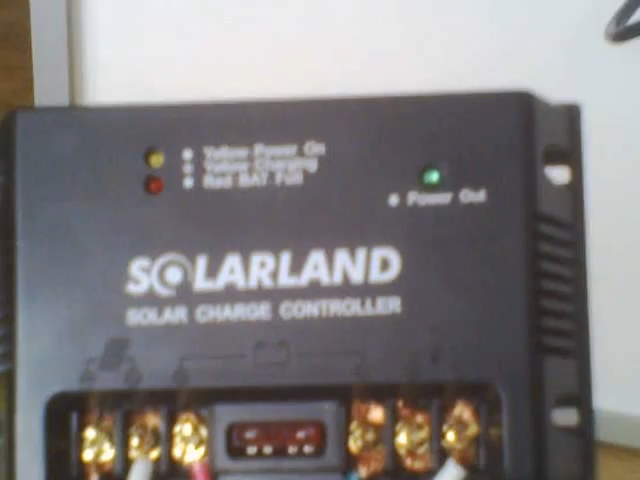 Yellow Power On
Yellow Charging
Red BAT Full
Power Out
SOLARLAND
SOLAR CHARGE CONTROLLER